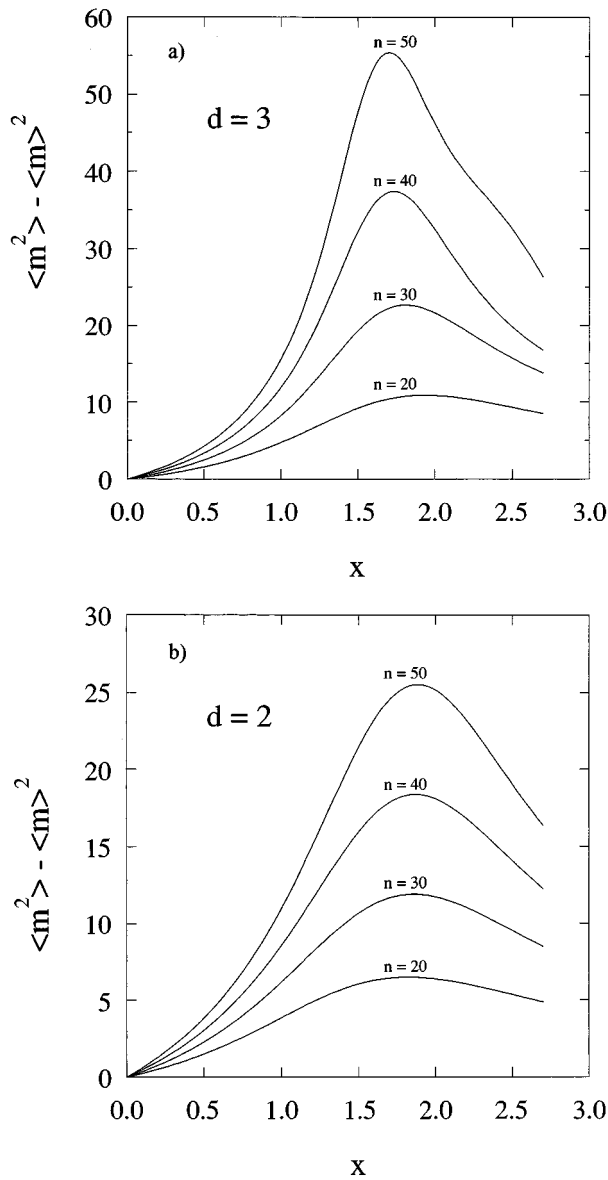 60
50
40
30
20
10
0
<m²> - <m>²
a)
d = 3
n = 50
n = 40
n = 30
n = 20
0.0 0.5 1.0 1.5 2.0 2.5 3.0
x
30
25
20
15
10
5
0
<m²> - <m>²
b)
d = 2
n = 50
n = 40
n = 30
n = 20
0.0 0.5 1.0 1.5 2.0 2.5 3.0
x